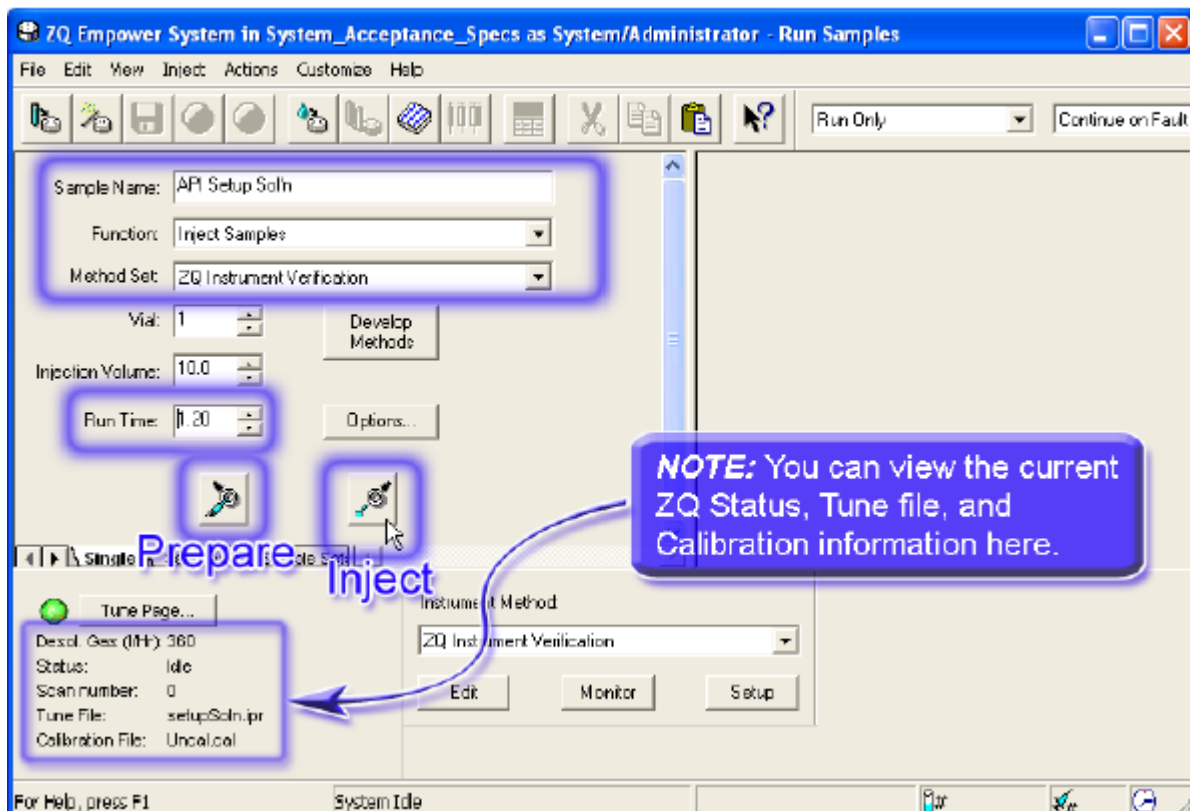 ZQ Empower System in System_Acceptance_Specs as System/Administrator - Run Samples
File Edit View Inject Actions Customize Help
Run Only
Continue on Fault
Sample Name: API Setup Sol'n
Function: Inject Samples
Method Set: ZQ Instrument Verification
Vial: 1
Develop Methods
Injection Volume: 10.0
Run Time: 1.20
Options...
NOTE: You can view the current
ZQ Status, Tune file, and
Calibration information here.
Single
Prepare
Inject
Tune Page...
Desol. Gas (l/Hr): 360
Status: Idle
Scan number: 0
Tune File: setupSoln.ipr
Calibration File: Uncal.cal
Instrument Method:
ZQ Instrument Verification
Edit Monitor Setup
For Help, press F1
System Idle